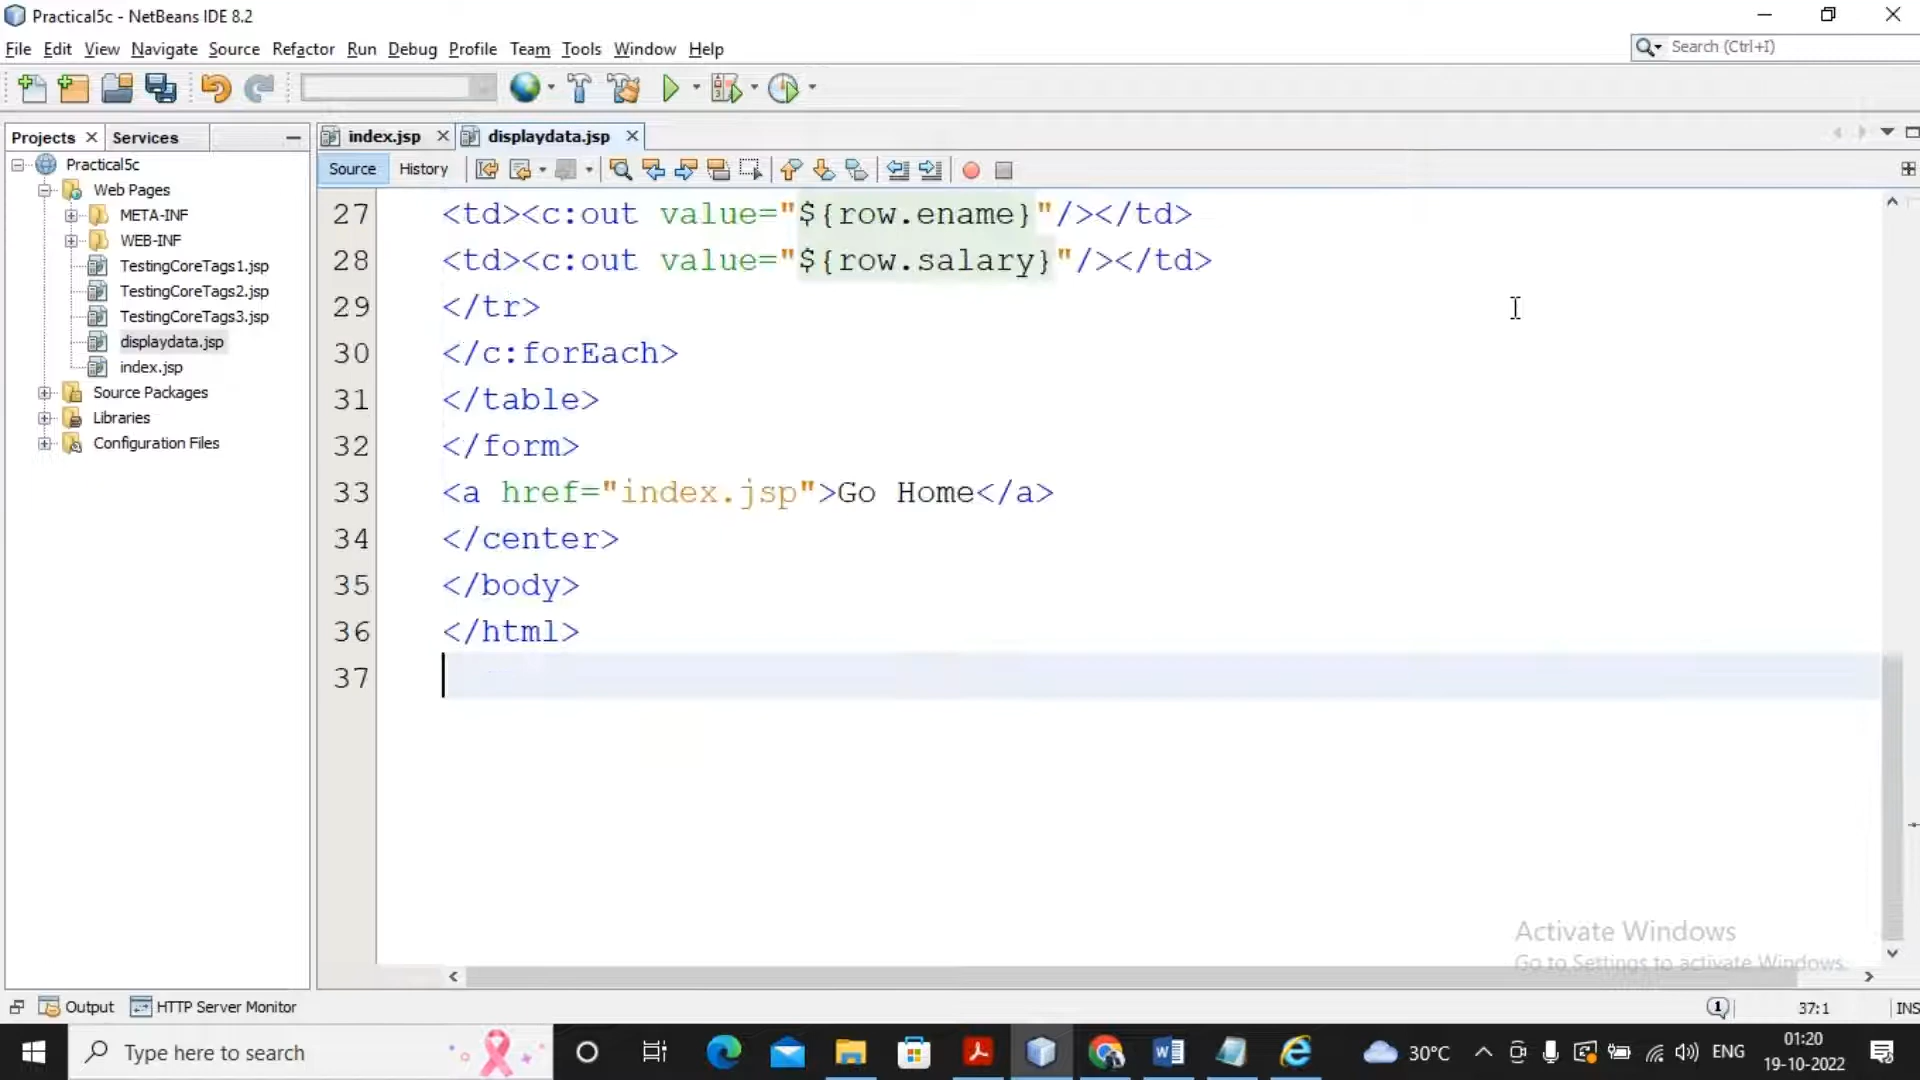 Practical5c - NetBeans IDE 8.2
File Edit View Navigate Source Refactor Run Debug Profile Team Tools Window Help
Search (Ctrl+I)
Projects Services
index.jsp displaydata.jsp
Source History
Practical5c
Web Pages
META-INF
WEB-INF
TestingCoreTags1.jsp
TestingCoreTags2.jsp
TestingCoreTags3.jsp
displaydata.jsp
index.jsp
Source Packages
Libraries
Configuration Files
27 <td><c:out value="${row.ename}"/></td>
28 <td><c:out value="${row.salary}"/></td>
29 </tr>
30 </c:forEach>
31 </table>
32 </form>
33 <a href="index.jsp">Go Home</a>
34 </center>
35 </body>
36 </html>
37
Activate Windows
Go to Settings to activate Windows.
Output HTTP Server Monitor
1 37:1 INS
Type here to search
30°C ENG
01:20
19-10-2022